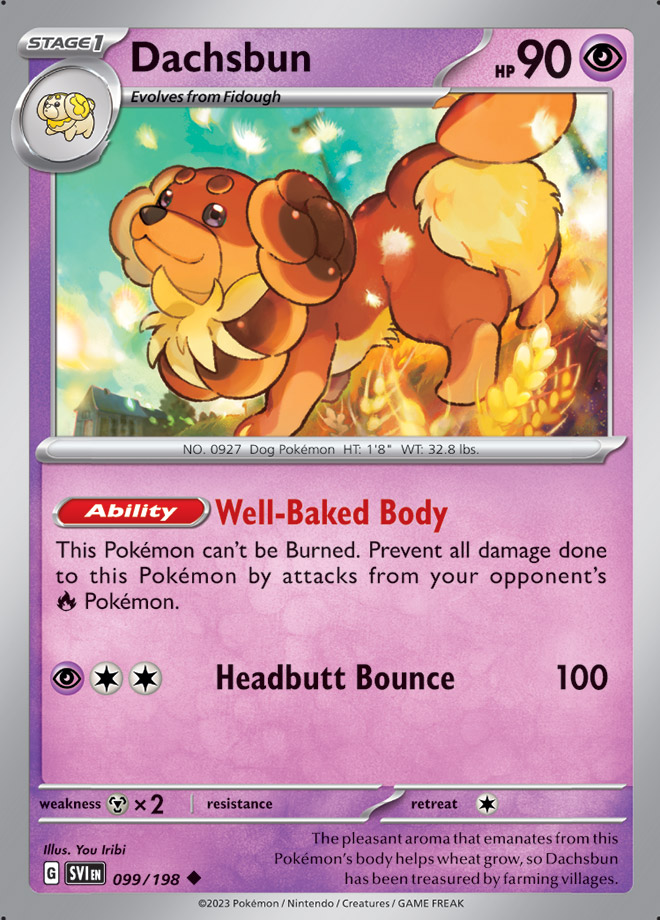 STAGE1
Dachsbun
HP 90
Evolves from Fidough
NO. 0927 Dog Pokémon HT: 1'8" WT: 32.8 lbs.
Ability Well-Baked Body
This Pokémon can't be Burned. Prevent all damage done
to this Pokémon by attacks from your opponent's
Pokémon.
Headbutt Bounce 100
weakness ×2 resistance retreat
Illus. You Iribi
The pleasant aroma that emanates from this
Pokémon's body helps wheat grow, so Dachsbun
has been treasured by farming villages.
G SVI EN 099/198
©2023 Pokémon / Nintendo / Creatures / GAME FREAK